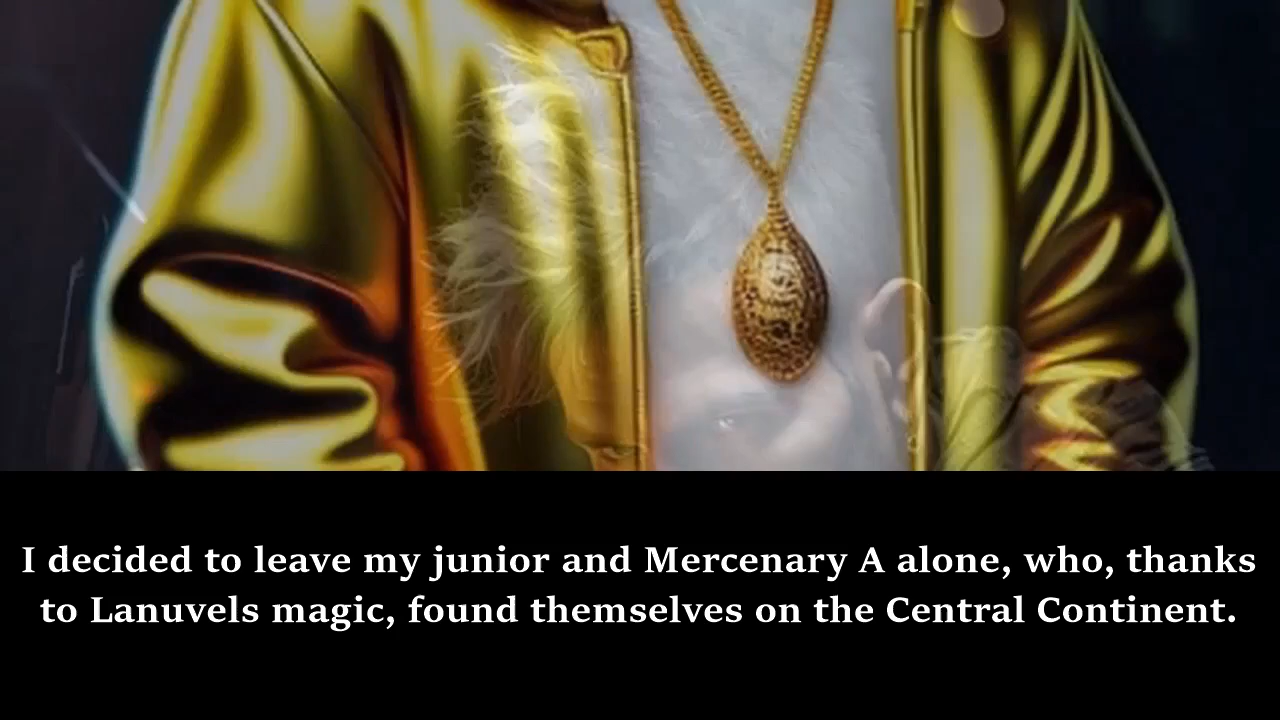 I decided to leave my junior and Mercenary A alone, who, thanks
to Lanuvels magic, found themselves on the Central Continent.